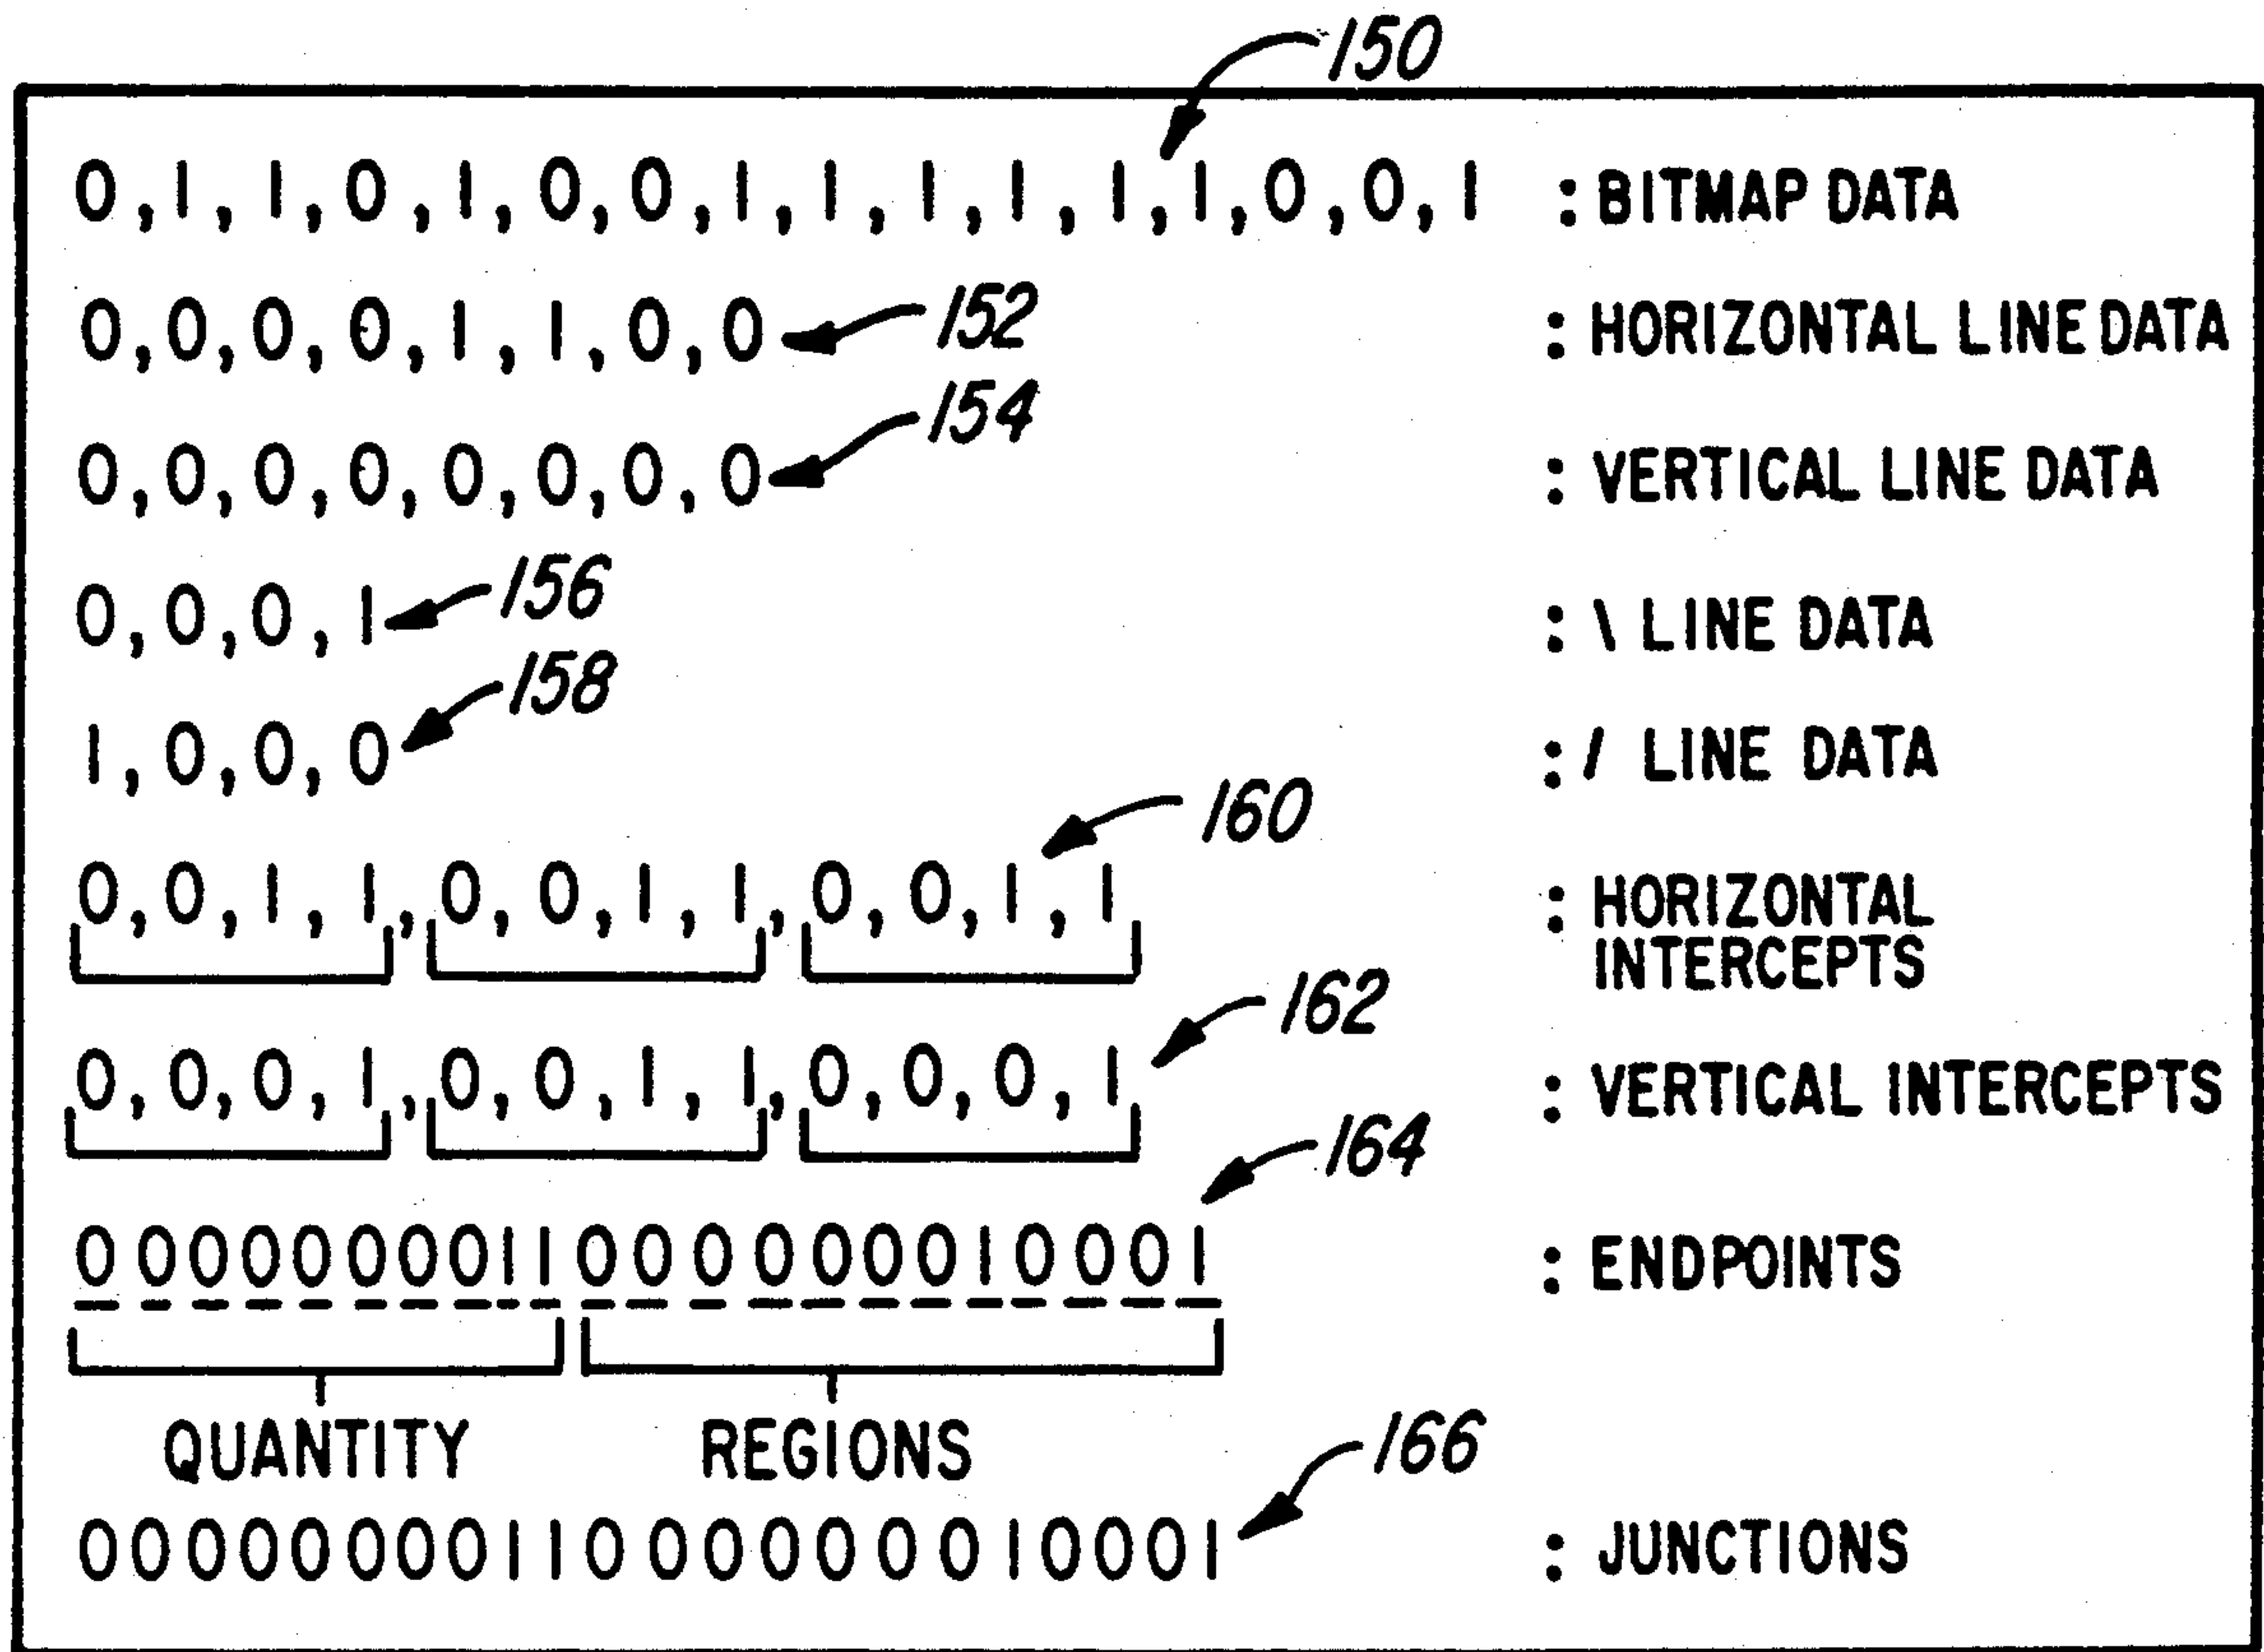 150
0,1,1,0,1,0,0,1,1,1,1,1,1,0,0,1 : BITMAP DATA
0,0,0,0,1,1,0,0 152 : HORIZONTAL LINE DATA
154
0,0,0,0,0,0,0,0 : VERTICAL LINE DATA
0,0,0,1 156 : \ LINE DATA
158
1,0,0,0 : / LINE DATA
160
0,0,1,1,0,0,1,1,0,0,1,1 : HORIZONTAL
INTERCEPTS
162
0,0,0,1,0,0,1,1,0,0,0,1 : VERTICAL INTERCEPTS
164
0000000011000000010001 : ENDPOINTS
QUANTITY REGIONS
166
0000000011000000010001 : JUNCTIONS